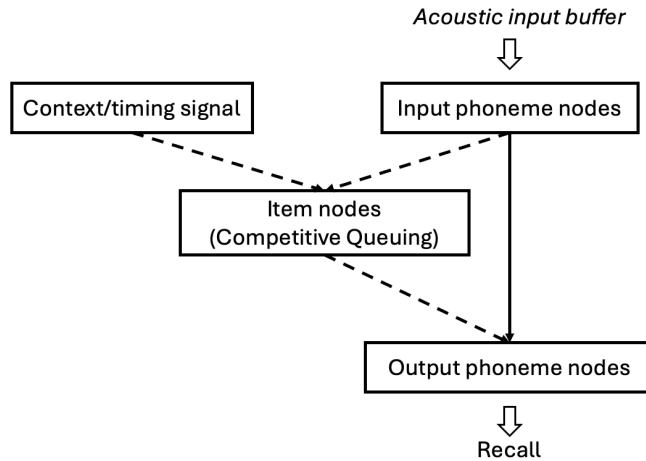 Acoustic input buffer
Context/timing signal
Input phoneme nodes
Item nodes
(Competitive Queuing)
Output phoneme nodes
Recall